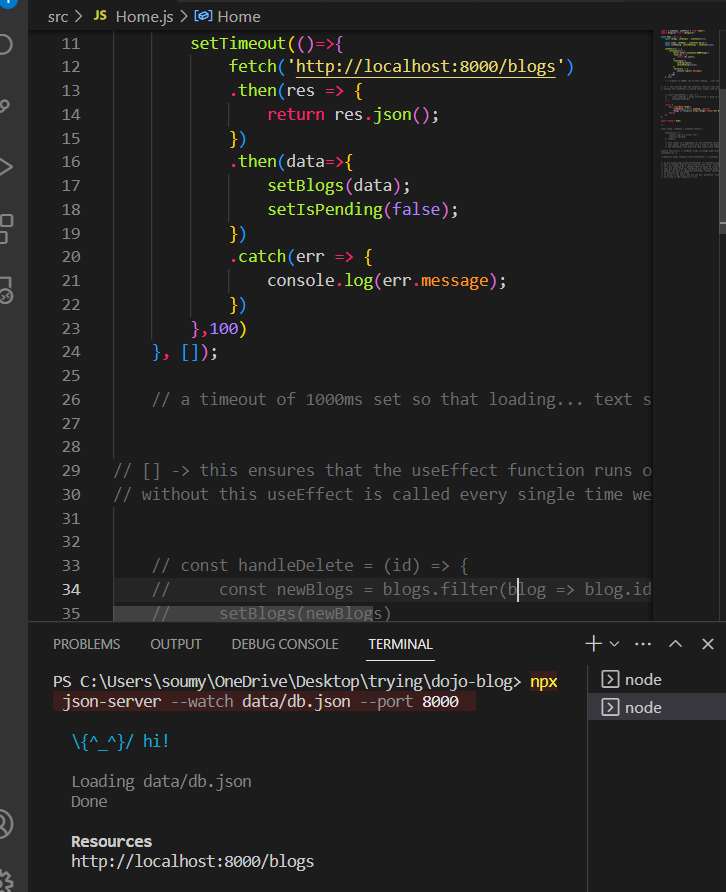 src > JS Home.js > Home
11 setTimeout(()=>{
12 fetch('http://localhost:8000/blogs')
13 .then(res => {
14 return res.json();
15 })
16 .then(data=>{
17 setBlogs(data);
18 setIsPending(false);
19 })
20 .catch(err => {
21 console.log(err.message);
22 })
23 },100)
24 }, []);
25
26 // a timeout of 1000ms set so that loading... text s
27
28
29 // [] -> this ensures that the useEffect function runs o
30 // without this useEffect is called every single time we
31
32
33 // const handleDelete = (id) => {
34 // const newBlogs = blogs.filter(blog => blog.id
35 // setBlogs(newBlogs)
PROBLEMS OUTPUT DEBUG CONSOLE TERMINAL
PS C:\Users\soumy\OneDrive\Desktop\trying\dojo-blog> npx
json-server --watch data/db.json --port 8000
\{^_^}/ hi!
Loading data/db.json
Done
Resources
http://localhost:8000/blogs
node
node